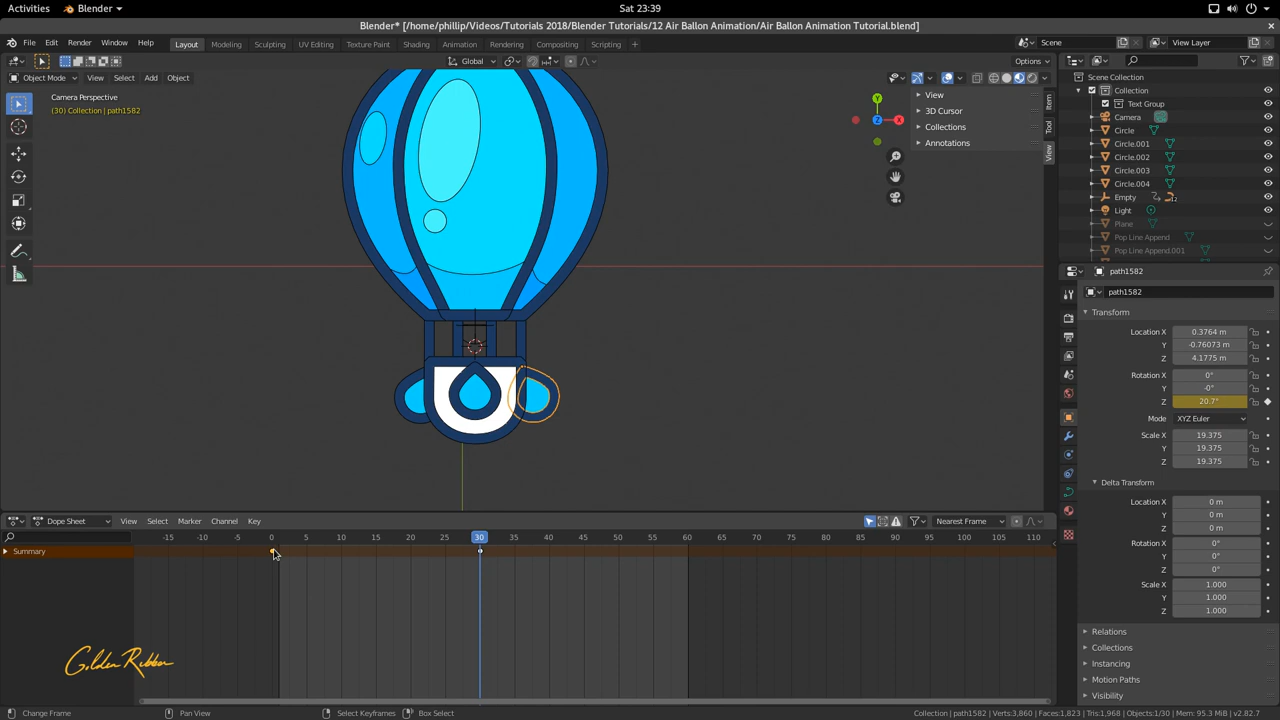 Activities
Blender
Sat 23:39
Blender* [/home/phillip/Videos/Tutorials 2018/Blender Tutorials/12 Air Ballon Animation/Air Ballon Animation Tutorial.blend]
File Edit Render Window Help
Layout Modeling Sculpting UV Editing Texture Paint Shading Animation Rendering Compositing Scripting +
Scene
View Layer
Global
Options
Object Mode View Select Add Object
Camera Perspective
(30) Collection | path1582
Y
X
Z
View
3D Cursor
Collections
Annotations
Item
Tool
View
Scene Collection
Collection
Text Group
Camera
Circle
Circle.001
Circle.002
Circle.003
Circle.004
Empty
Light
Plane
Pop Line Append
Pop Line Append.001
path1582
path1582
Transform
Location X 0.3764 m
Y -0.76073 m
Z 4.1775 m
Rotation X 0°
Y -0°
Z 20.7°
Mode XYZ Euler
Scale X 19.375
Y 19.375
Z 19.375
Delta Transform
Location X 0 m
Y 0 m
Z 0 m
Rotation X 0°
Y 0°
Z 0°
Scale X 1.000
Y 1.000
Z 1.000
Relations
Collections
Instancing
Motion Paths
Visibility
Dope Sheet View Select Marker Channel Key
Nearest Frame
-15 -10 -5 0 5 10 15 20 25 30 35 40 45 50 55 60 65 70 75 80 85 90 95 100 105 110
Summary
Golden Ribbon
Change Frame
Pan View
Select Keyframes
Box Select
Collection | path1582 | Verts:3,860 | Faces:1,823 | Tris:1,968 | Objects:1/30 | Mem: 95.3 MiB | v2.82.7